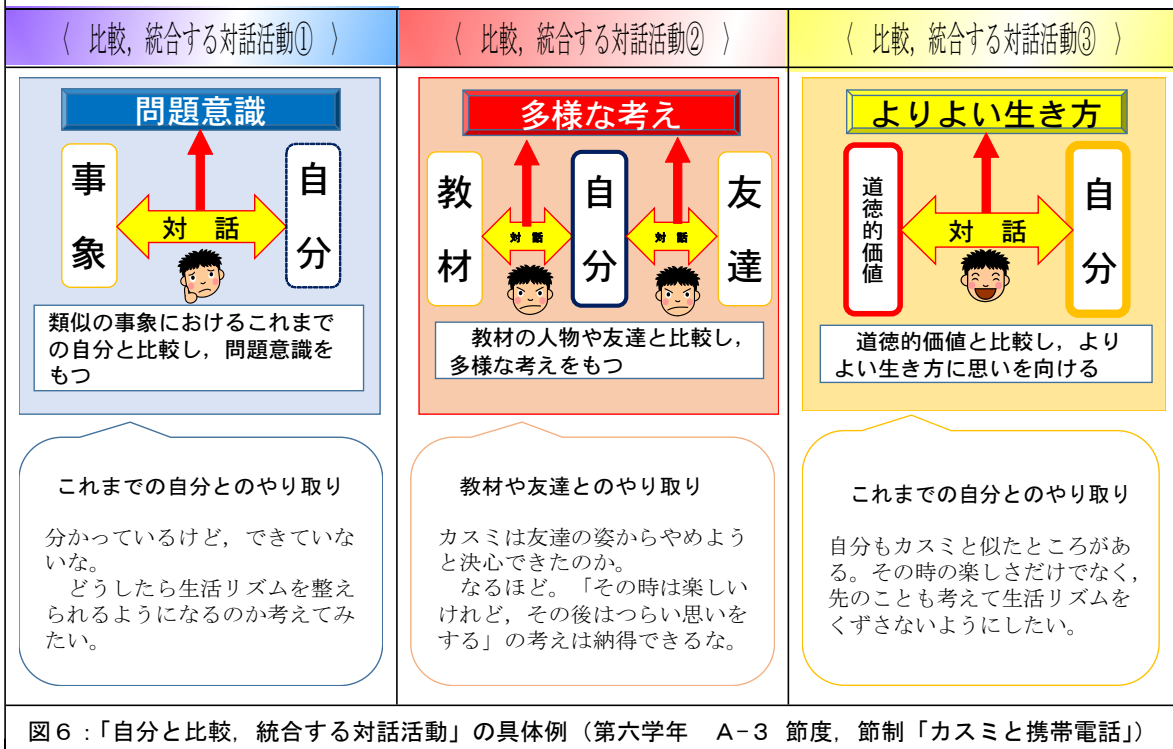 〈 比較，統合する対話活動① 〉
問題意識
事象
自分
対 話
類似の事象におけるこれまで
の自分と比較し，問題意識を
もつ
これまでの自分とのやり取り
分かっているけど，できていな
いな。
どうしたら生活リズムを整え
られるようになるのか考えてみ
たい。
〈 比較，統合する対話活動② 〉
多様な考え
教材
自分
友達
対 話
対 話
教材の人物や友達と比較し，
多様な考えをもつ
教材や友達とのやり取り
カスミは友達の姿からやめよう
と決心できたのか。
なるほど。「その時は楽しい
けれど，その後はつらい思いを
する」の考えは納得できるな。
〈 比較，統合する対話活動③ 〉
よりよい生き方
道徳的価値
自分
対 話
道徳的価値と比較し，より
よい生き方に思いを向ける
これまでの自分とのやり取り
自分もカスミと似たところがあ
る。その時の楽しさだけでなく，
先のことも考えて生活リズムを
くずさないようにしたい。
図６：「自分と比較，統合する対話活動」の具体例（第六学年　Ａ−３ 節度，節制「カスミと携帯電話」）